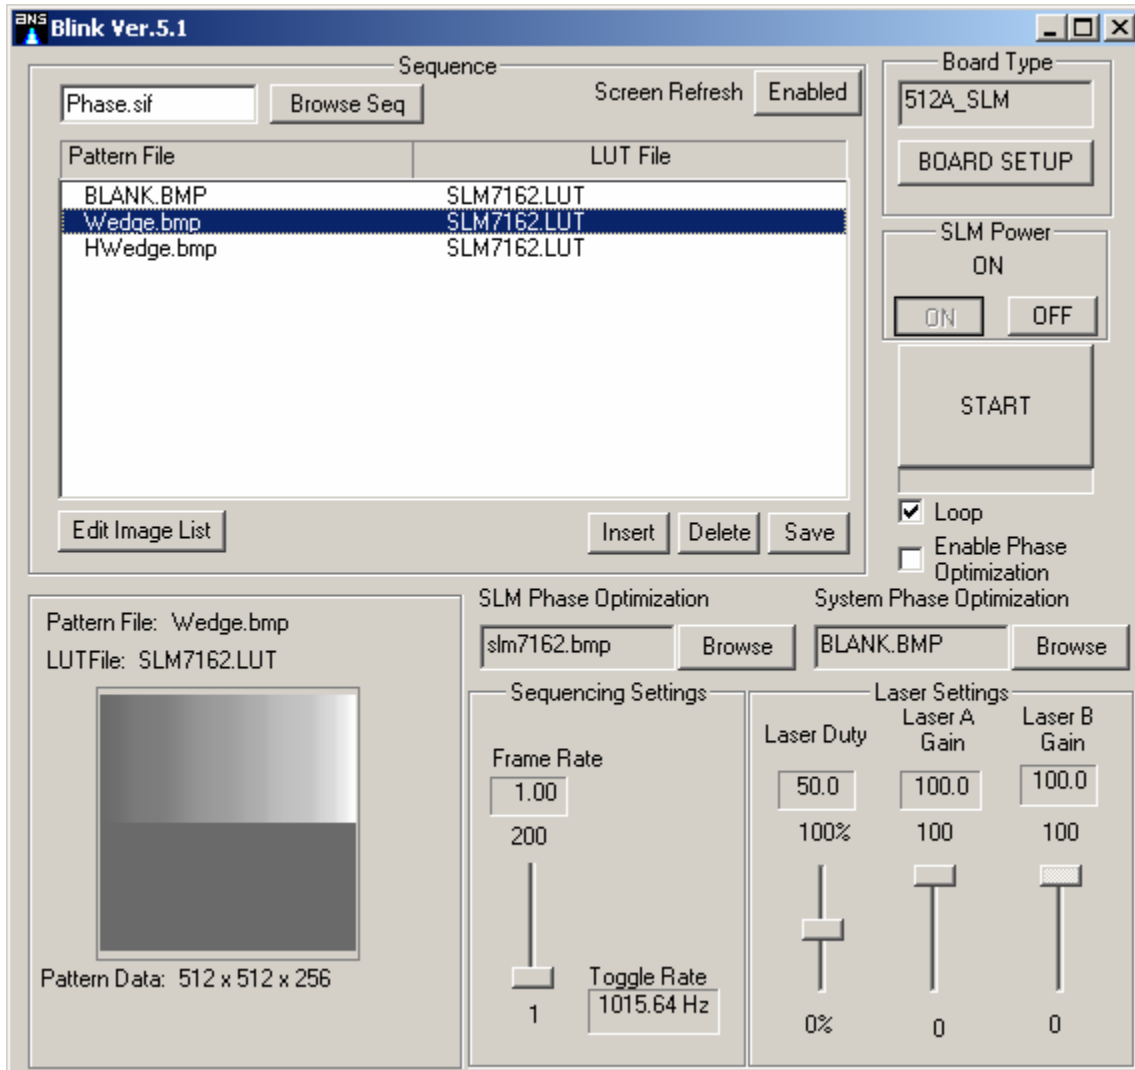 BNS
Blink Ver.5.1
Sequence
Phase.sif
Browse Seq
Screen Refresh
Enabled
Pattern File LUT File
BLANK.BMP SLM7162.LUT
Wedge.bmp SLM7162.LUT
HWedge.bmp SLM7162.LUT
Edit Image List
Insert
Delete
Save
Board Type
512A_SLM
BOARD SETUP
SLM Power
ON
ON
OFF
START
Loop
Enable Phase
Optimization
Pattern File: Wedge.bmp
LUTFile: SLM7162.LUT
Pattern Data: 512 x 512 x 256
SLM Phase Optimization
slm7162.bmp
Browse
System Phase Optimization
BLANK.BMP
Browse
Sequencing Settings
Frame Rate
1.00
200
1
Toggle Rate
1015.64 Hz
Laser Settings
Laser Duty
50.0
100%
0%
Laser A
Gain
100.0
100
0
Laser B
Gain
100.0
100
0